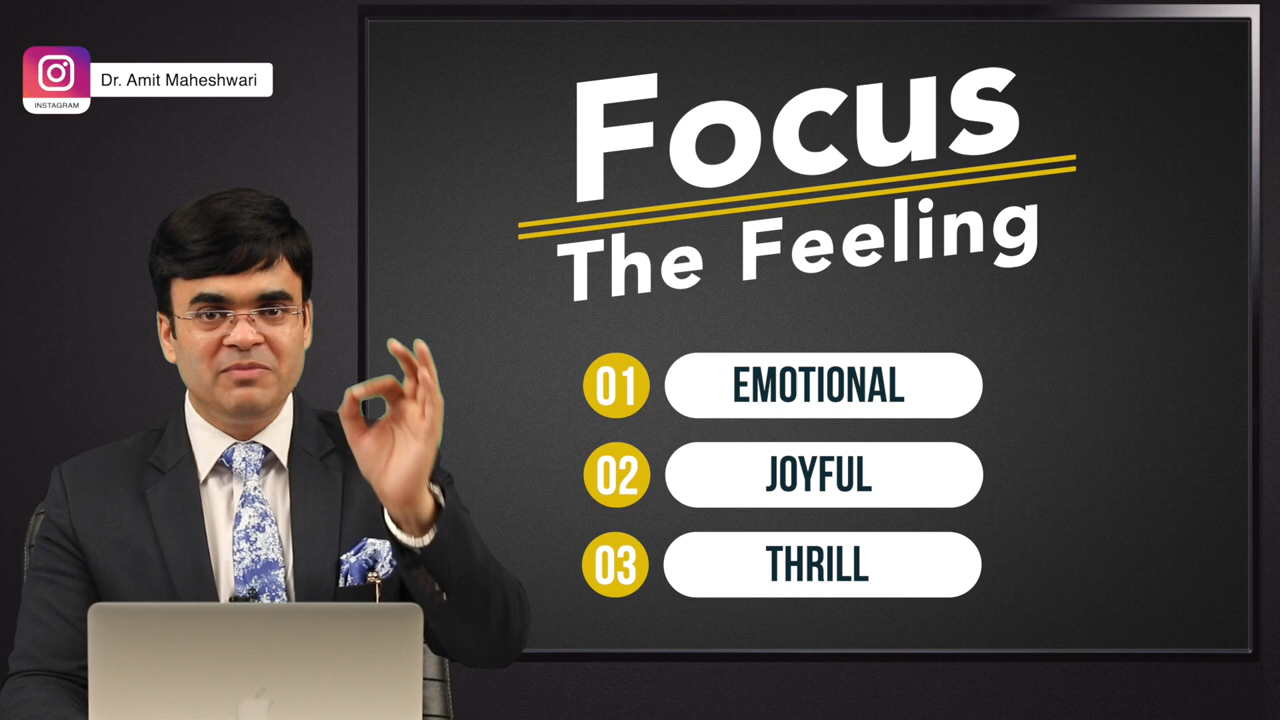 INSTAGRAM
Dr. Amit Maheshwari
Focus
The Feeling
01 EMOTIONAL
02 JOYFUL
03 THRILL